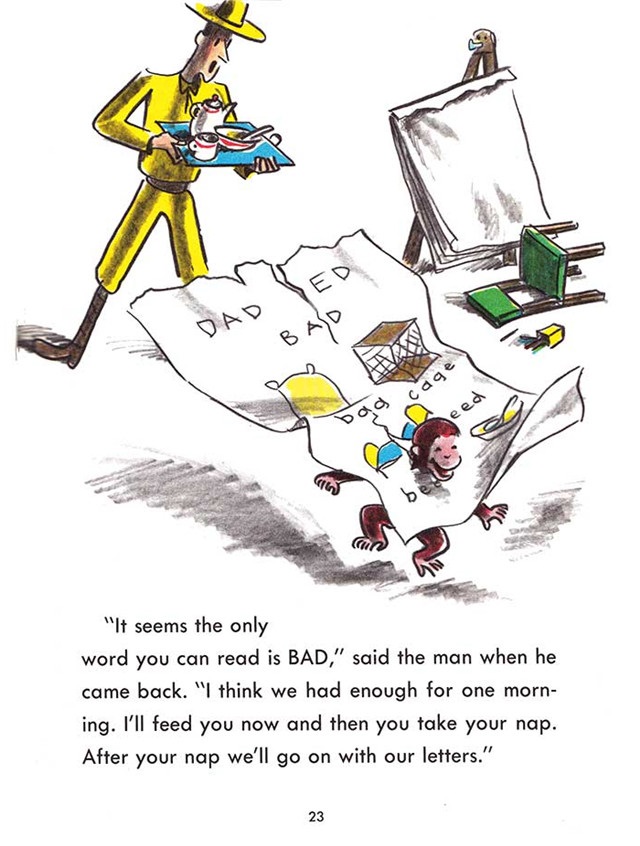 DAD ED
BAD
bag cage
eed
be
"It seems the only
word you can read is BAD," said the man when he
came back. "I think we had enough for one morn-
ing. I'll feed you now and then you take your nap.
After your nap we'll go on with our letters."
23